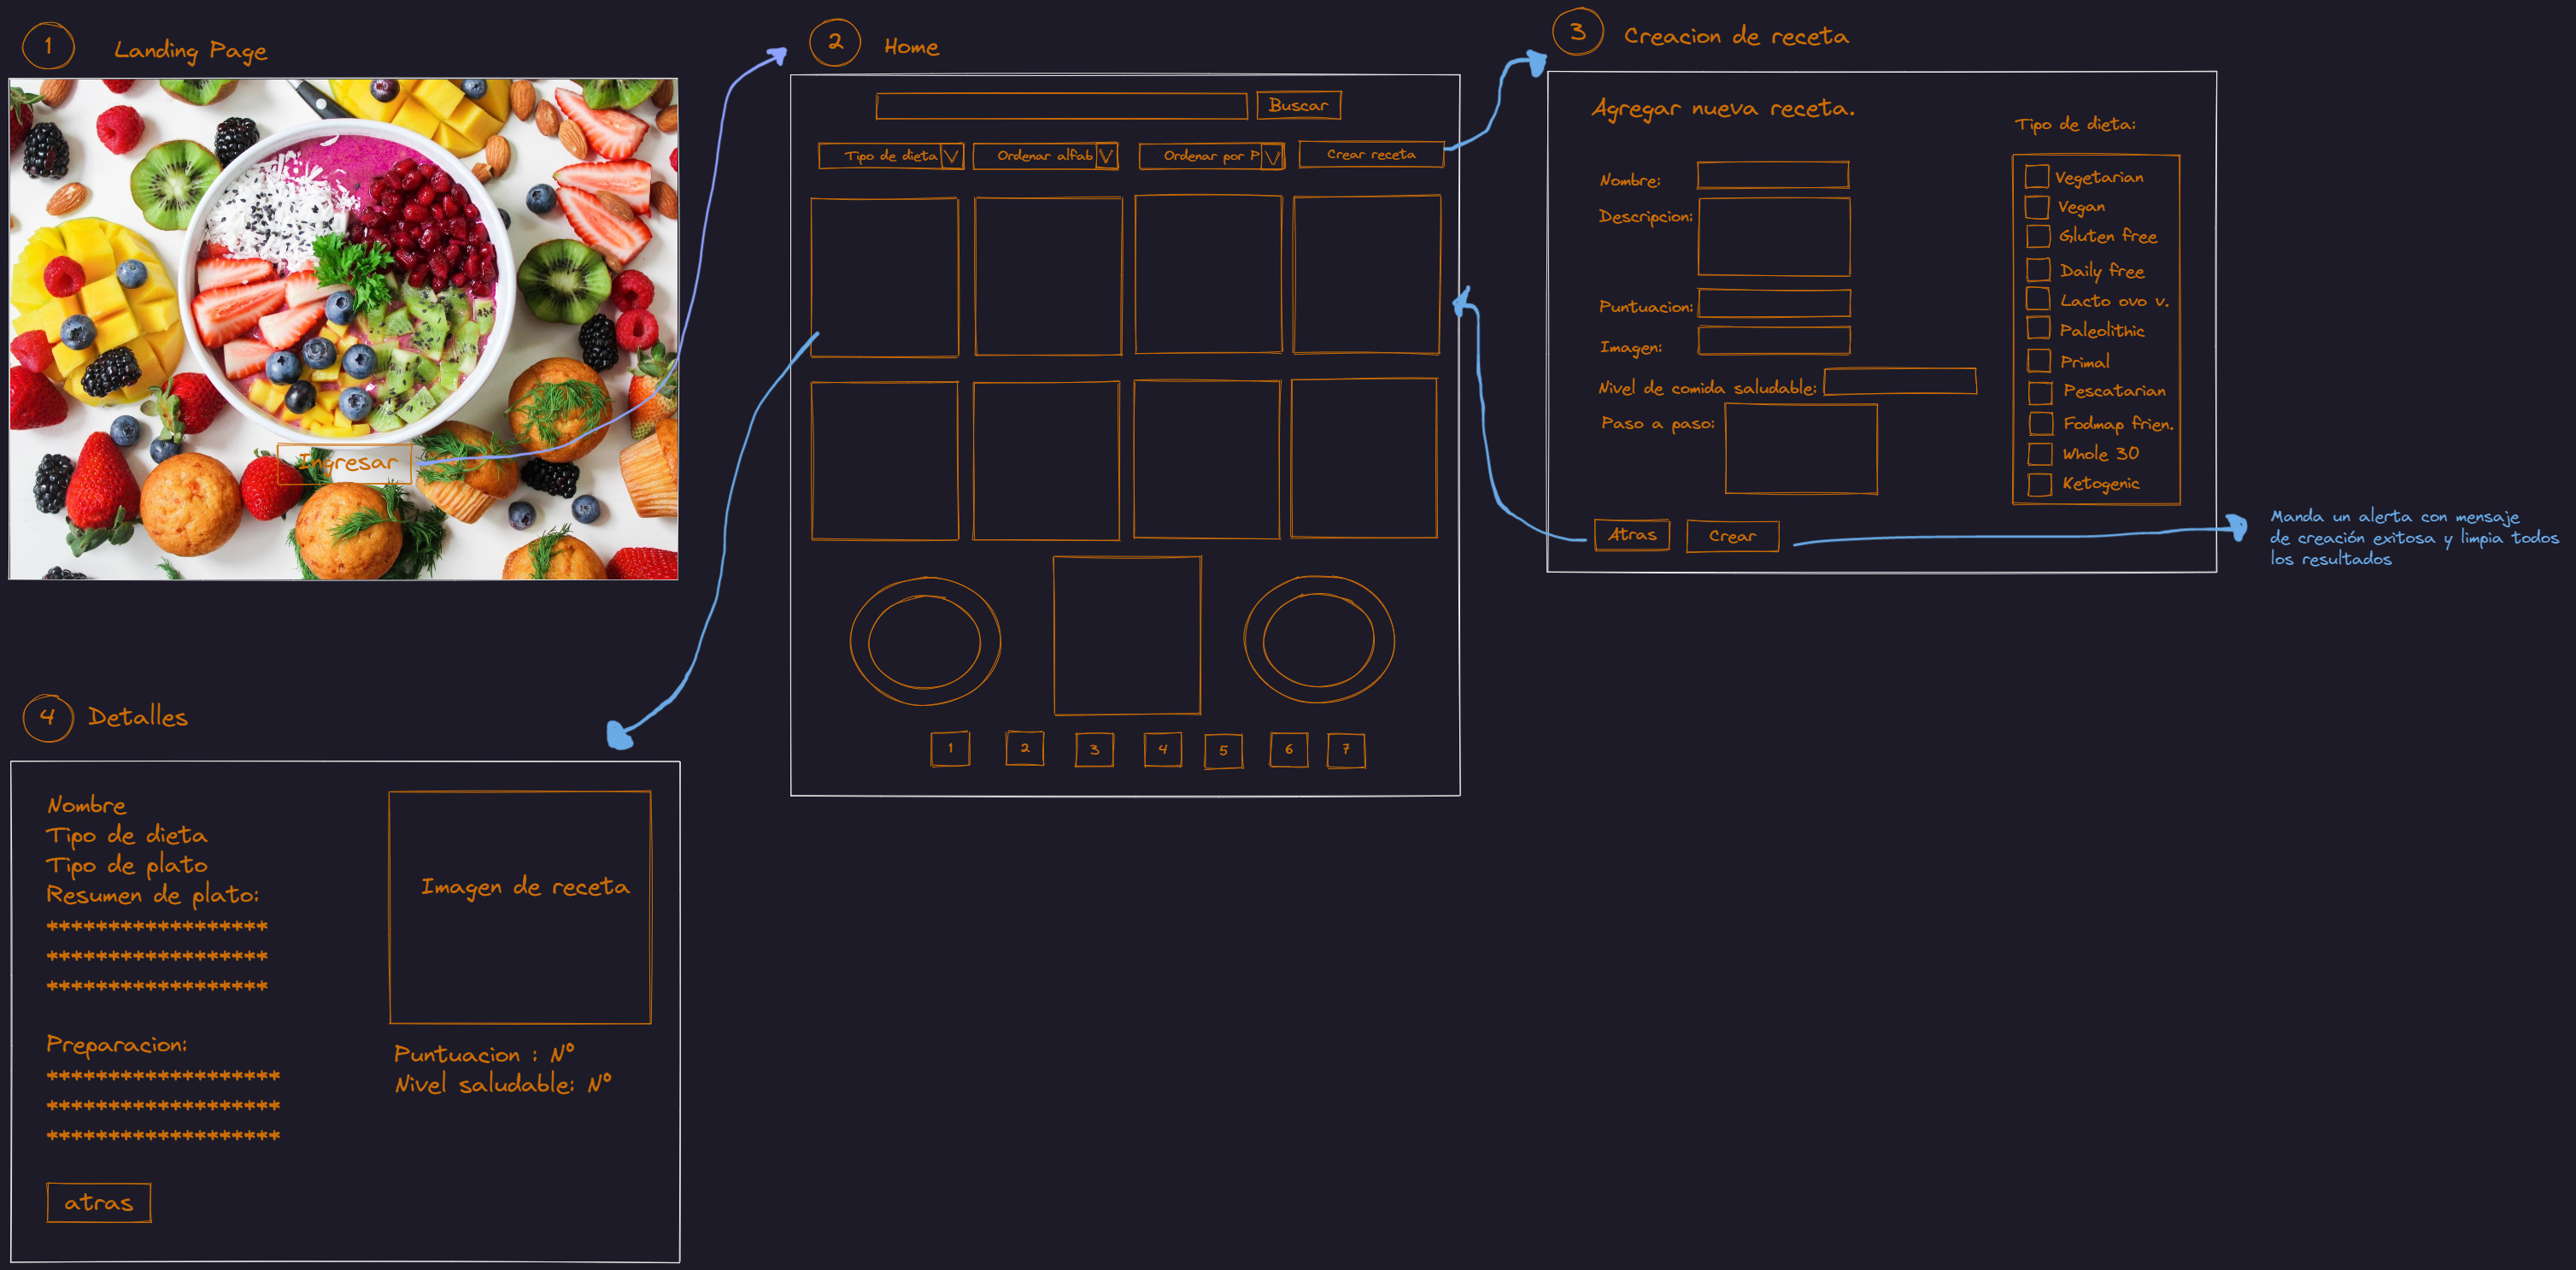 1
Landing Page
Ingresar
2
Home
Buscar
Tipo de dieta V
Ordenar alfab V
Ordenar por P V
Crear receta
1 2 3 4 5 6 7
3
Creacion de receta
Agregar nueva receta.
Nombre:
Descripcion:
Puntuacion:
Imagen:
Nivel de comida saludable:
Paso a paso:
Tipo de dieta:
Vegetarian
Vegan
Gluten free
Daily free
Lacto ovo v.
Paleolithic
Primal
Pescatarian
Fodmap frien.
Whole 30
Ketogenic
Atras
Crear
Manda un alerta con mensaje
de creación exitosa y limpia todos
los resultados
4
Detalles
Nombre
Tipo de dieta
Tipo de plato
Resumen de plato:
******************
******************
******************
Preparacion:
*******************
*******************
*******************
atras
Imagen de receta
Puntuacion : Nº
Nivel saludable: Nº